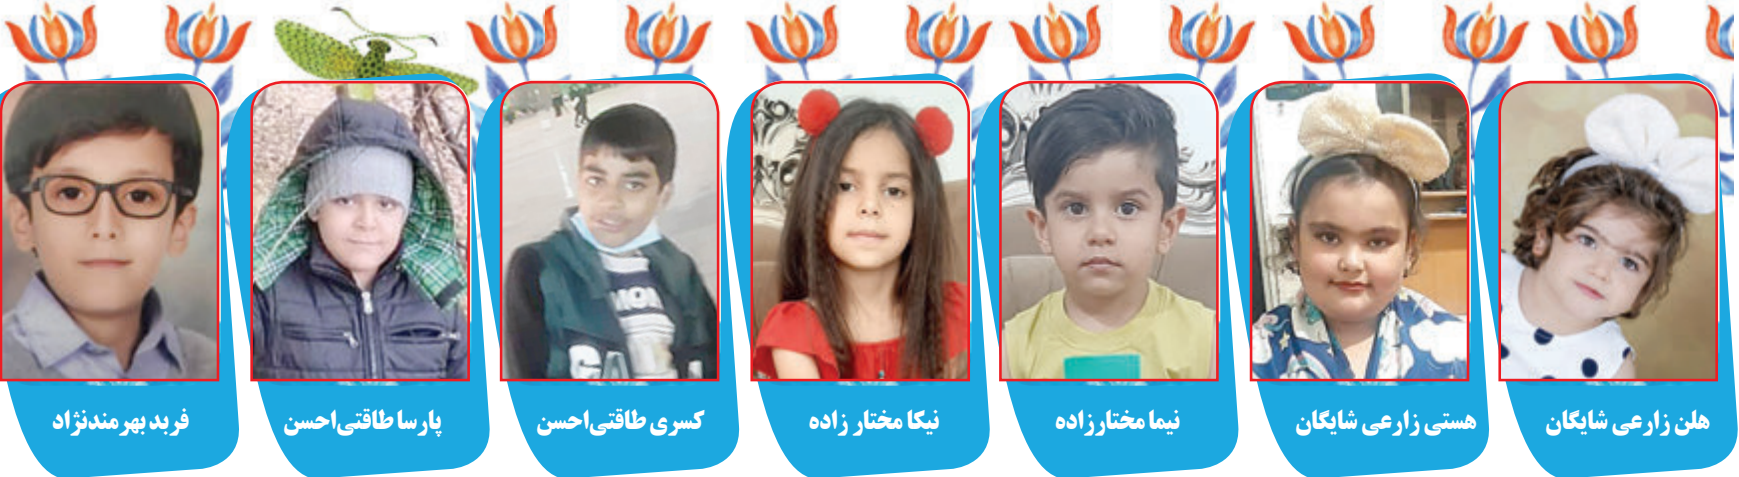 هلن زارعی شایگان
هستی زارعی شایگان
نیما مختارزاده
نیکا مختار زاده
کسری طاقتی‌احسن
پارسا طاقتی‌احسن
فربد بهرمندنژاد